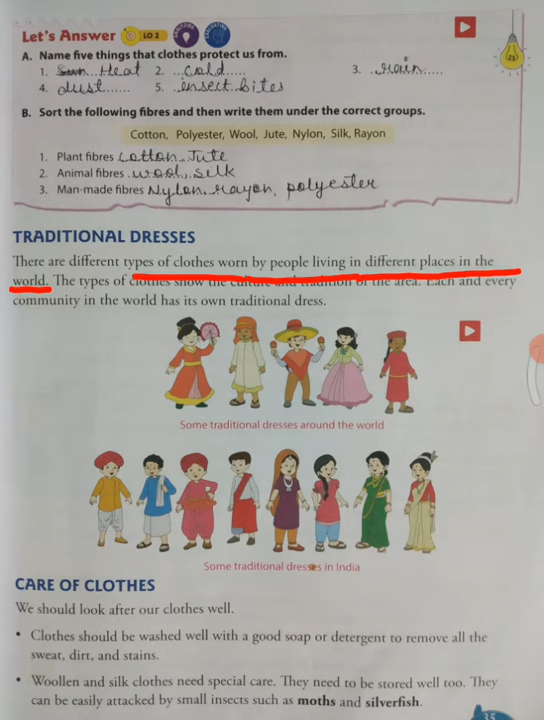 Let's Answer LO 2
A. Name five things that clothes protect us from.
1. Heat 2. cold 3. rain
4. dust 5. insect bites
B. Sort the following fibres and then write them under the correct groups.
Cotton, Polyester, Wool, Jute, Nylon, Silk, Rayon
1. Plant fibres cotton, Jute
2. Animal fibres wool, silk
3. Man-made fibres Nylon, rayon, polyester
TRADITIONAL DRESSES
There are different types of clothes worn by people living in different places in the
world. The types of clothes show the culture and tradition of the area. Each and every
community in the world has its own traditional dress.
Some traditional dresses around the world
Some traditional dresses in India
CARE OF CLOTHES
We should look after our clothes well.
• Clothes should be washed well with a good soap or detergent to remove all the
sweat, dirt, and stains.
• Woollen and silk clothes need special care. They need to be stored well too. They
can be easily attacked by small insects such as moths and silverfish.